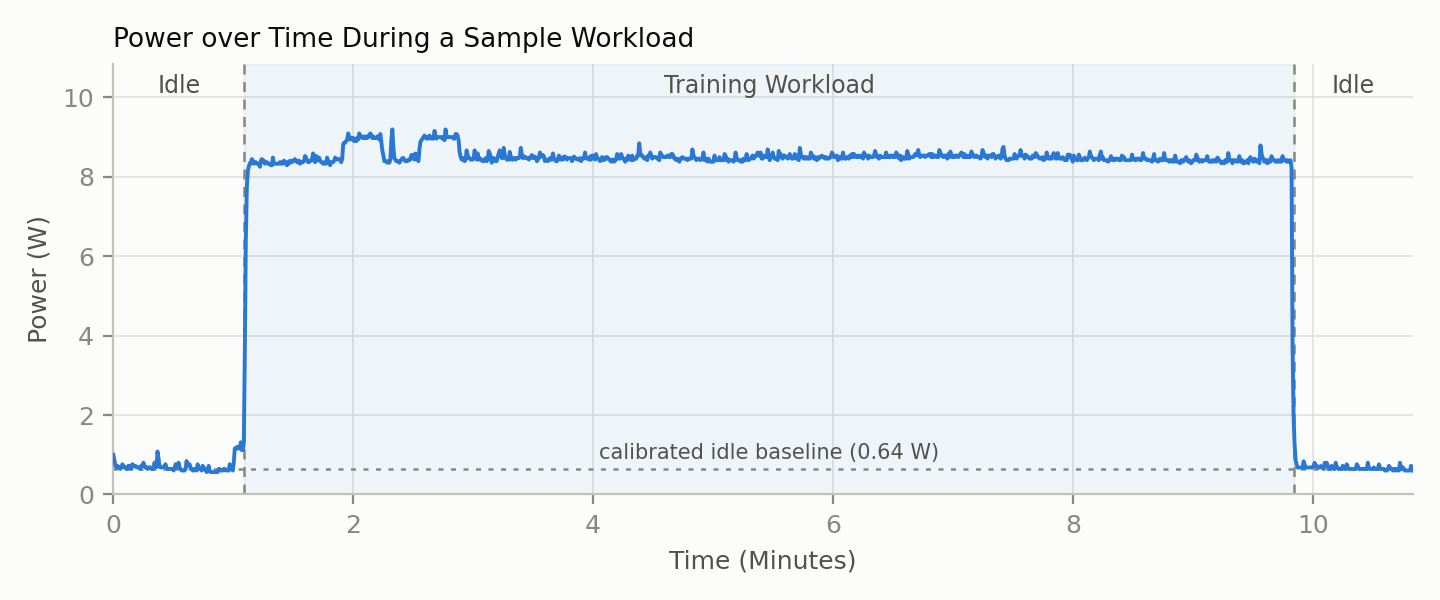 Power over Time During a Sample Workload
Idle
Training Workload
Idle
10
8
6
4
2
0
Power (W)
calibrated idle baseline (0.64 W)
0
2
4
6
8
10
Time (Minutes)